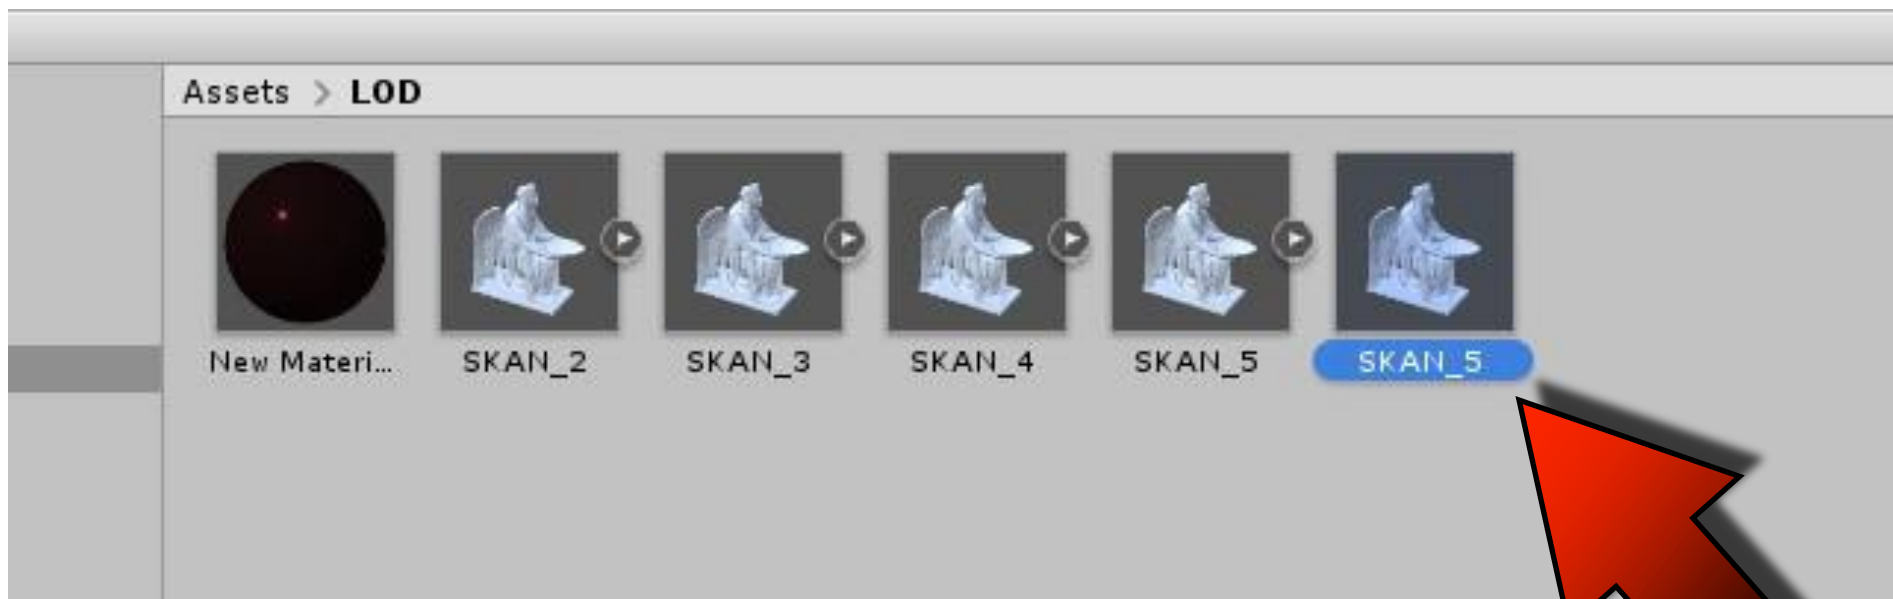 Assets > LOD
New Materi...
SKAN_2
SKAN_3
SKAN_4
SKAN_5
SKAN_5